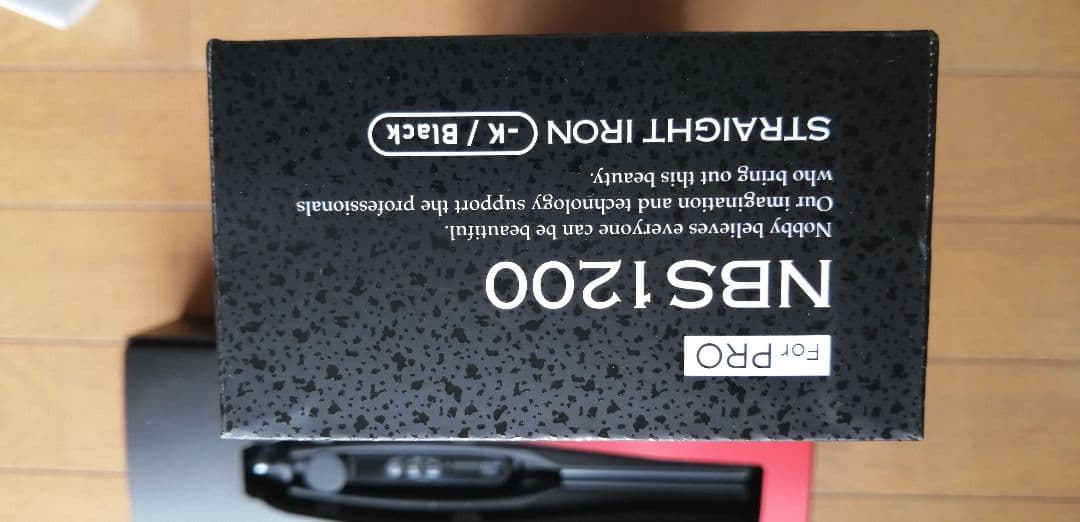 For PRO
NBS1200
Nobby believes everyone can be beautiful.
Our imagination and technology support the professionals
who bring out this beauty.
STRAIGHT IRON -K / Black